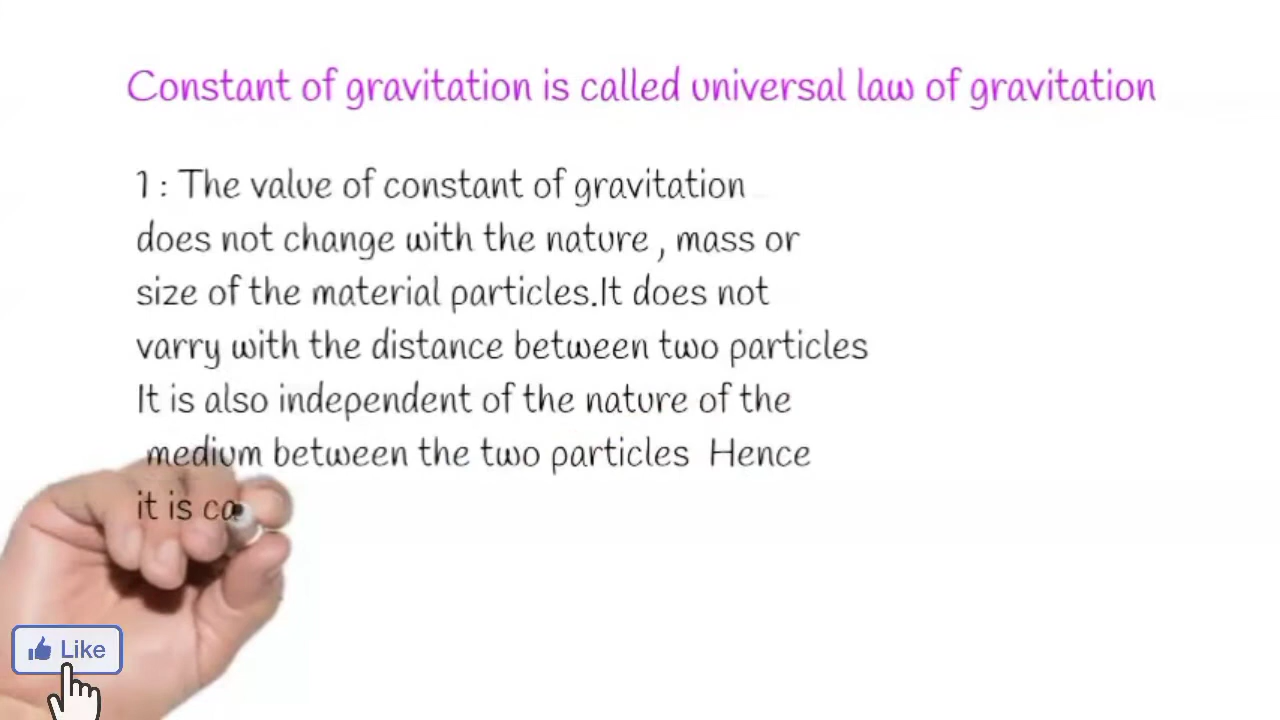 Constant of gravitation is called universal law of gravitation
1 : The value of constant of gravitation
does not change with the nature , mass or
size of the material particles.It does not
varry with the distance between two particles
It is also independent of the nature of the
medium between the two particles Hence
it is ca
Like